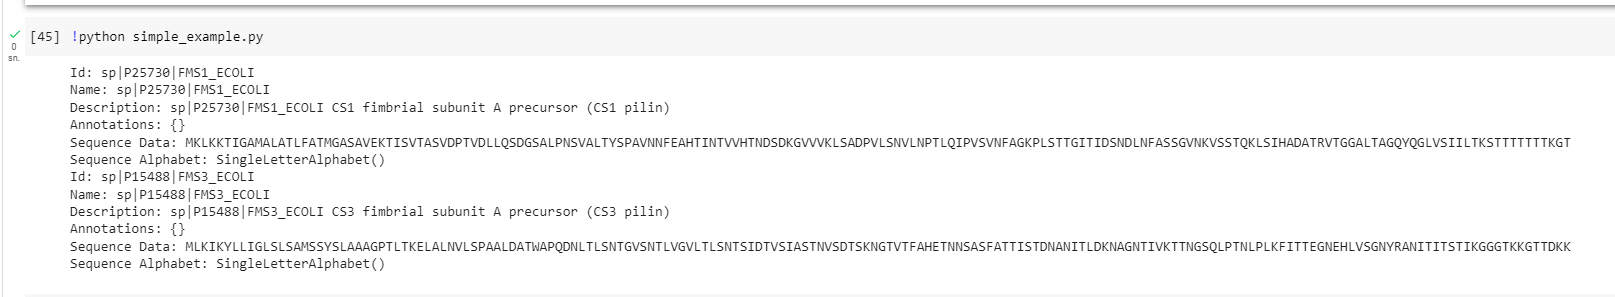 [45] !python simple_example.py
0
sn.
Id: sp|P25730|FMS1_ECOLI
Name: sp|P25730|FMS1_ECOLI
Description: sp|P25730|FMS1_ECOLI CS1 fimbrial subunit A precursor (CS1 pilin)
Annotations: {}
Sequence Data: MKLKKTIGAMALATLFATMGASAVEKTISVTASVDPTVDLLQSDGSALPNSVALTYSPAVNNFEAHTINTVVHTNDSDKGVVVKLSADPVLSNVLNPTLQIPVSVNFAGKPLSTTGITIDSNDLNFASSGVNKVSSTQKLSIHADATRVTGGALTAGQYQGLVSIILTKSTTTTTTTKGT
Sequence Alphabet: SingleLetterAlphabet()
Id: sp|P15488|FMS3_ECOLI
Name: sp|P15488|FMS3_ECOLI
Description: sp|P15488|FMS3_ECOLI CS3 fimbrial subunit A precursor (CS3 pilin)
Annotations: {}
Sequence Data: MLKIKYLLIGLSLSAMSSYSLAAAGPTLTKELALNVLSPAALDATWAPQDNLTLSNTGVSNTLVGVLTLSNTSIDTVSIASTNVSDTSKNGTVTFAHETNNSASFATTISTDNANITLDKNAGNTIVKTTNGSQLPTNLPLKFITTEGNEHLVSGNYRANITITSTIKGGGTKKGTTDKK
Sequence Alphabet: SingleLetterAlphabet()